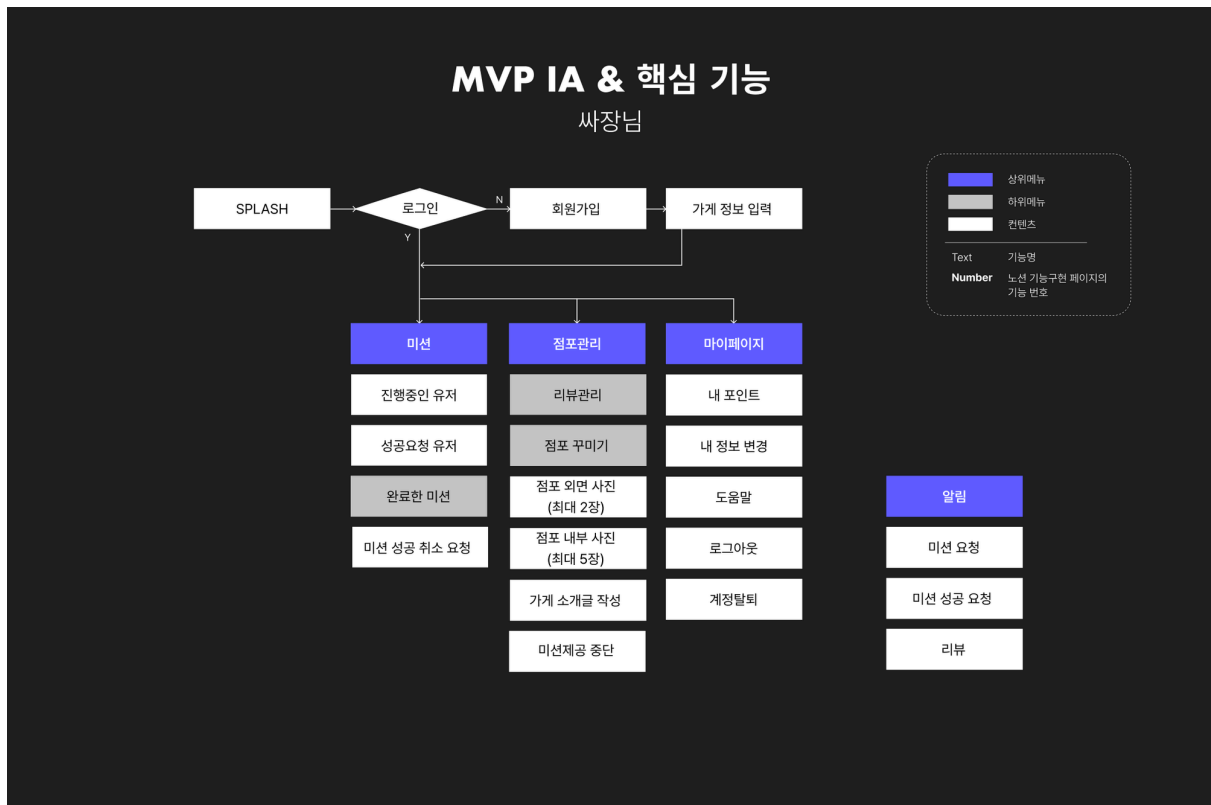 MVP IA & 핵심 기능
싸장님
SPLASH
로그인
N
회원가입
가게 정보 입력
Y
상위메뉴
하위메뉴
컨텐츠
Text 기능명
Number 노션 기능구현 페이지의
기능 번호
미션
진행중인 유저
성공요청 유저
완료한 미션
미션 성공 취소 요청
점포관리
리뷰관리
점포 꾸미기
점포 외면 사진
(최대 2장)
점포 내부 사진
(최대 5장)
가게 소개글 작성
미션제공 중단
마이페이지
내 포인트
내 정보 변경
도움말
로그아웃
계정탈퇴
알림
미션 요청
미션 성공 요청
리뷰